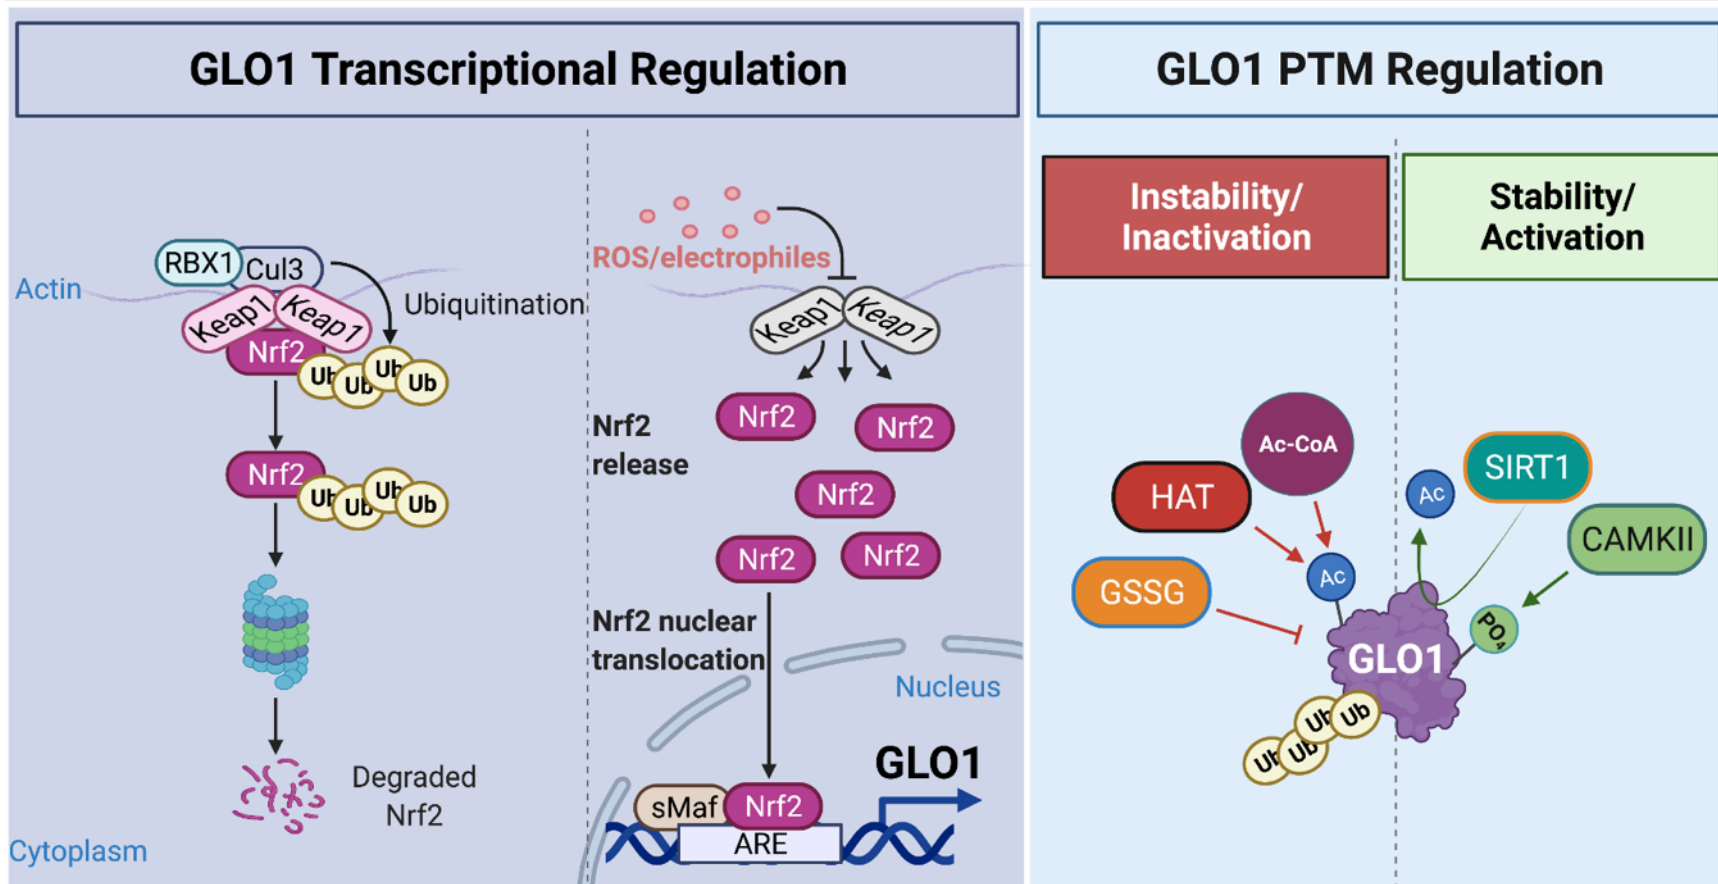 GLO1 Transcriptional Regulation
RBX1
Cul3
Actin
Keap1
Keap1
Ubiquitination
Nrf2
Ub
Ub
Ub
Ub
Nrf2
Ub
Ub
Ub
Ub
Degraded
Nrf2
Cytoplasm
ROS/electrophiles
Keap1
Keap1
Nrf2
release
Nrf2
Nrf2
Nrf2
Nrf2
Nrf2
Nrf2 nuclear
translocation
Nucleus
GLO1
sMaf
Nrf2
ARE
GLO1 PTM Regulation
Instability/
Inactivation
Stability/
Activation
Ac-CoA
HAT
GSSG
Ac
Ac
SIRT1
CAMKII
PO4
GLO1
Ub
Ub
Ub
Ub